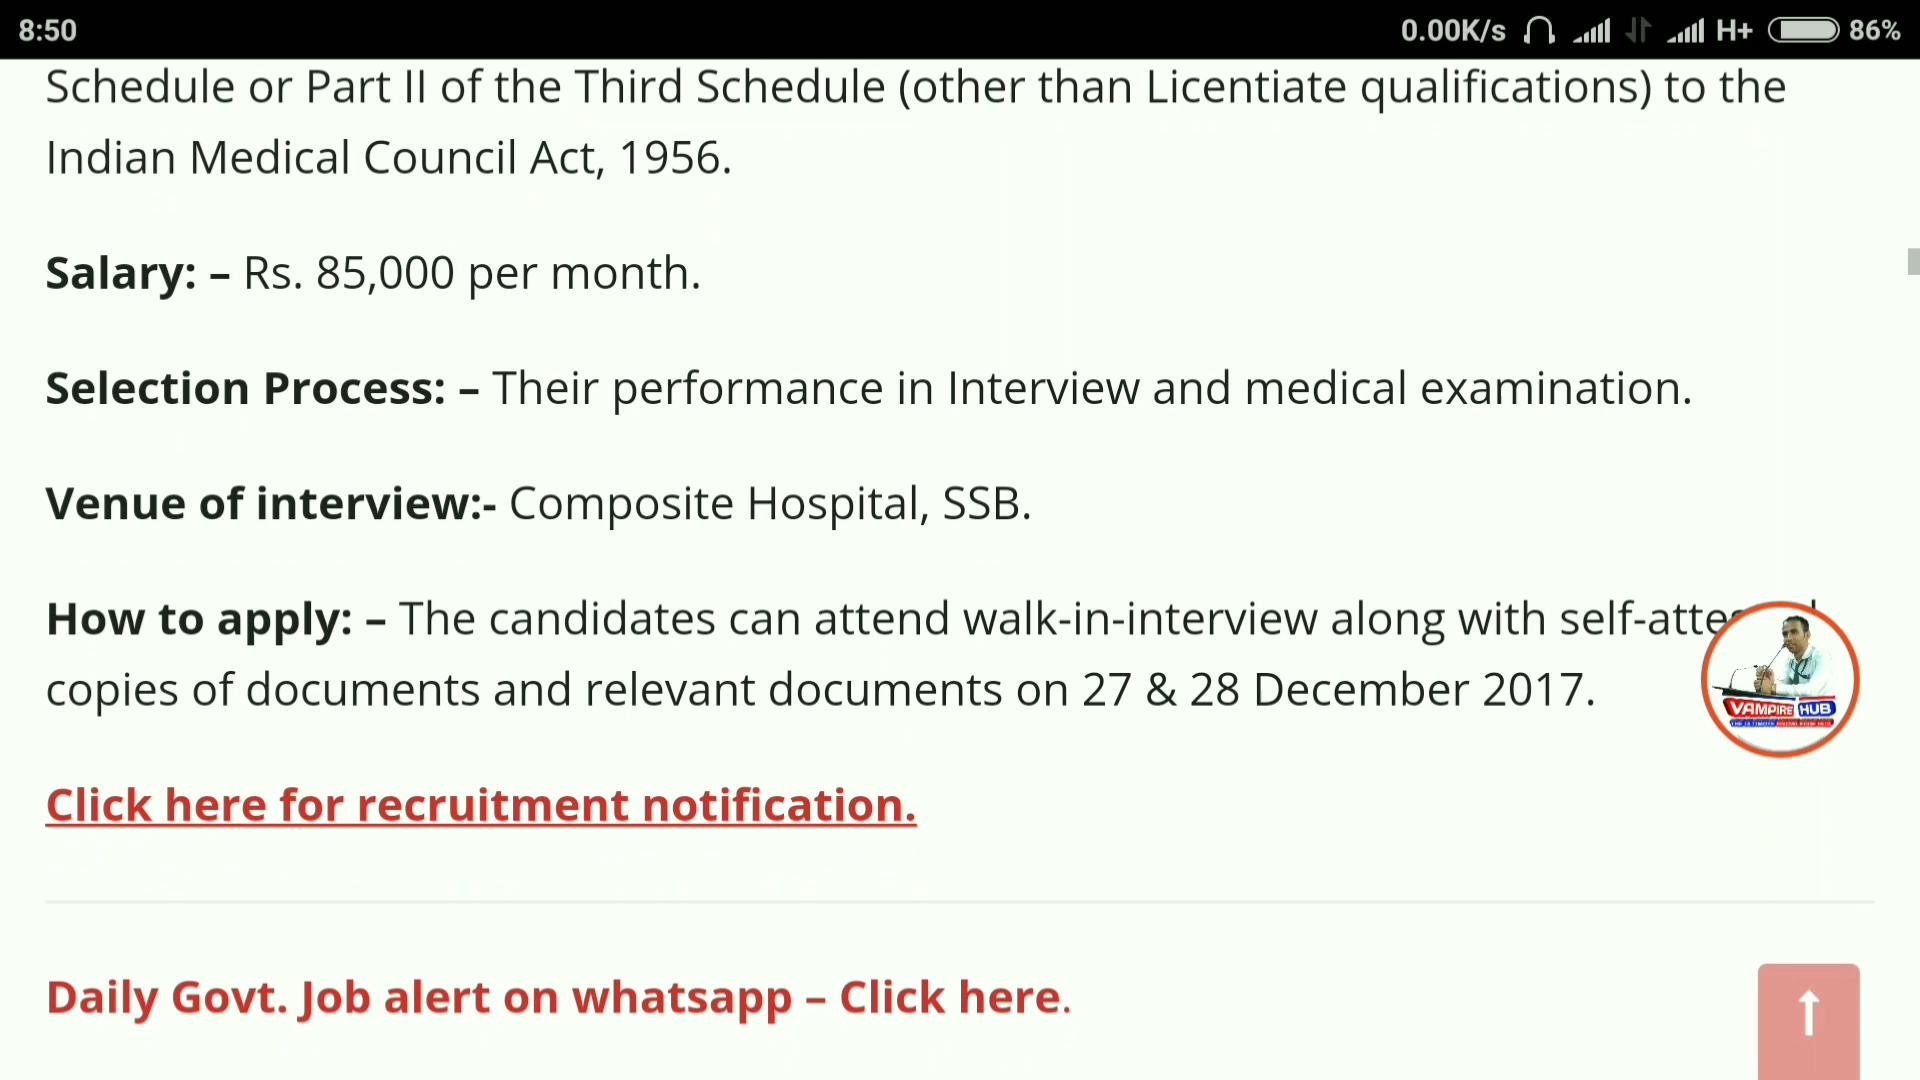 8:50 0.00K/s H+ 86%
Schedule or Part II of the Third Schedule (other than Licentiate qualifications) to the
Indian Medical Council Act, 1956.
Salary: – Rs. 85,000 per month.
Selection Process: – Their performance in Interview and medical examination.
Venue of interview:- Composite Hospital, SSB.
How to apply: – The candidates can attend walk-in-interview along with
copies of documents and relevant documents on 27 & 28 December 2017.
VAMPIRE HUB
Click here for recruitment notification.
Daily Govt. Job alert on whatsapp – Click here.